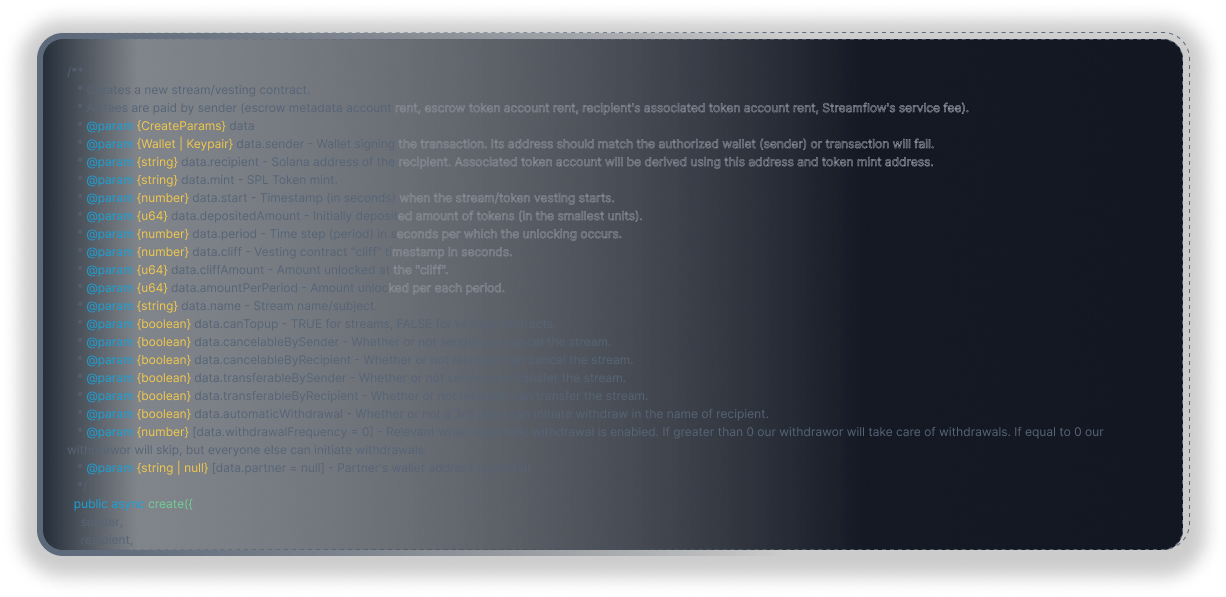 /**
* Creates a new stream/vesting contract.
* All fees are paid by sender (escrow metadata account rent, escrow token account rent, recipient's associated token account rent, Streamflow's service fee).
* @param {CreateParams} data
* @param {Wallet | Keypair} data.sender - Wallet signing the transaction. Its address should match the authorized wallet (sender) or transaction will fail.
* @param {string} data.recipient - Solana address of the recipient. Associated token account will be derived using this address and token mint address.
* @param {string} data.mint - SPL Token mint.
* @param {number} data.start - Timestamp (in seconds) when the stream/token vesting starts.
* @param {u64} data.depositedAmount - Initially deposited amount of tokens (in the smallest units).
* @param {number} data.period - Time step (period) in seconds per which the unlocking occurs.
* @param {number} data.cliff - Vesting contract "cliff" timestamp in seconds.
* @param {u64} data.cliffAmount - Amount unlocked at the "cliff".
* @param {u64} data.amountPerPeriod - Amount unlocked per each period.
* @param {string} data.name - Stream name/subject.
* @param {boolean} data.canTopup - TRUE for streams, FALSE for vesting contracts.
* @param {boolean} data.cancelableBySender - Whether or not sender can cancel the stream.
* @param {boolean} data.cancelableByRecipient - Whether or not recipient can cancel the stream.
* @param {boolean} data.transferableBySender - Whether or not sender can transfer the stream.
* @param {boolean} data.transferableByRecipient - Whether or not recipient can transfer the stream.
* @param {boolean} data.automaticWithdrawal - Whether or not a initiate withdraw in the name of recipient.
* @param {number} [data.withdrawalFrequency = 0] - Relevant when withdrawal is enabled. If greater than 0 our withdrawor will take care of withdrawals. If equal to 0 our
withdrawor will skip, but everyone else can initiate withdrawals.
* @param {string | null} [data.partner = null] - Partner's wallet address
*/
public async create({
sender,
recipient,